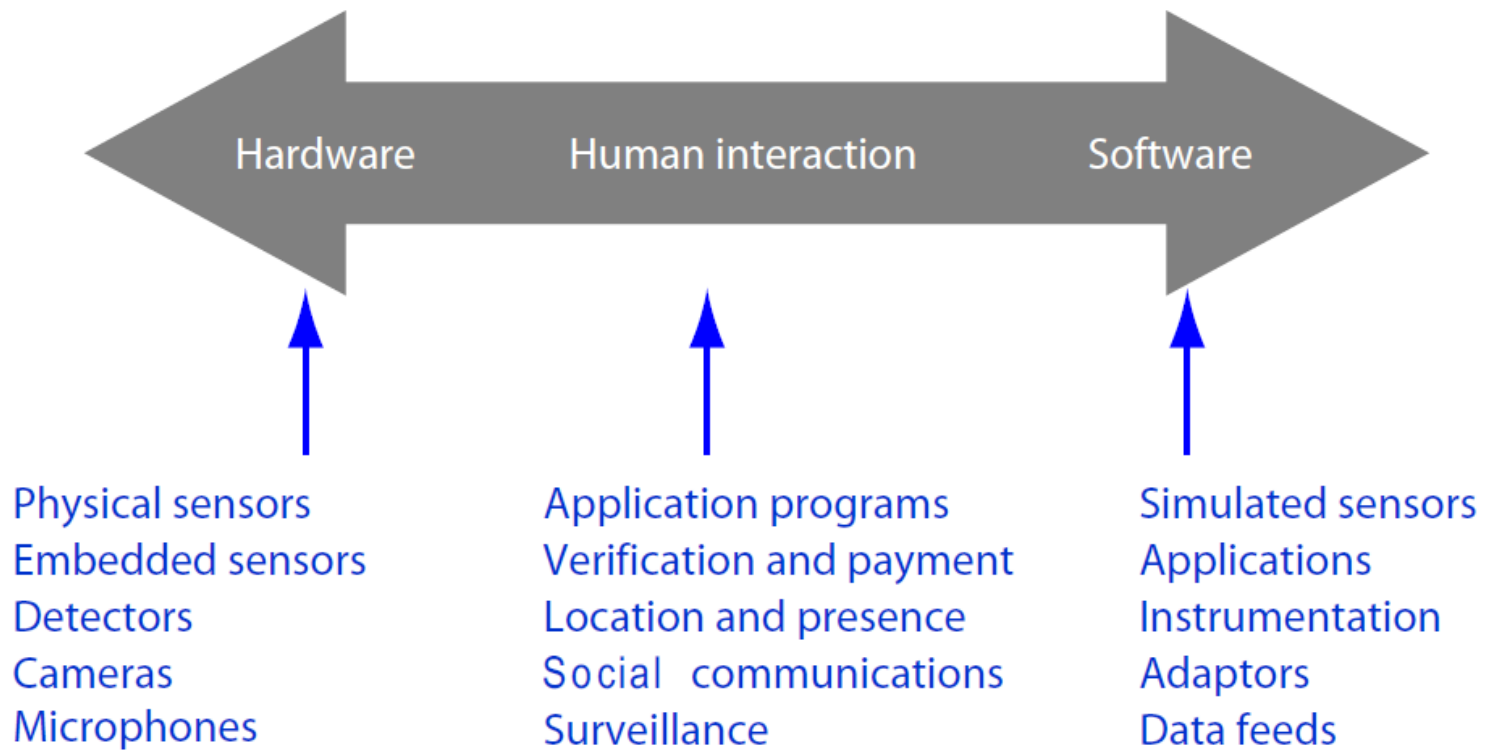 Hardware
Human interaction
Software
Physical sensors
Embedded sensors
Detectors
Cameras
Microphones
Application programs
Verification and payment
Location and presence
Social communications
Surveillance
Simulated sensors
Applications
Instrumentation
Adaptors
Data feeds